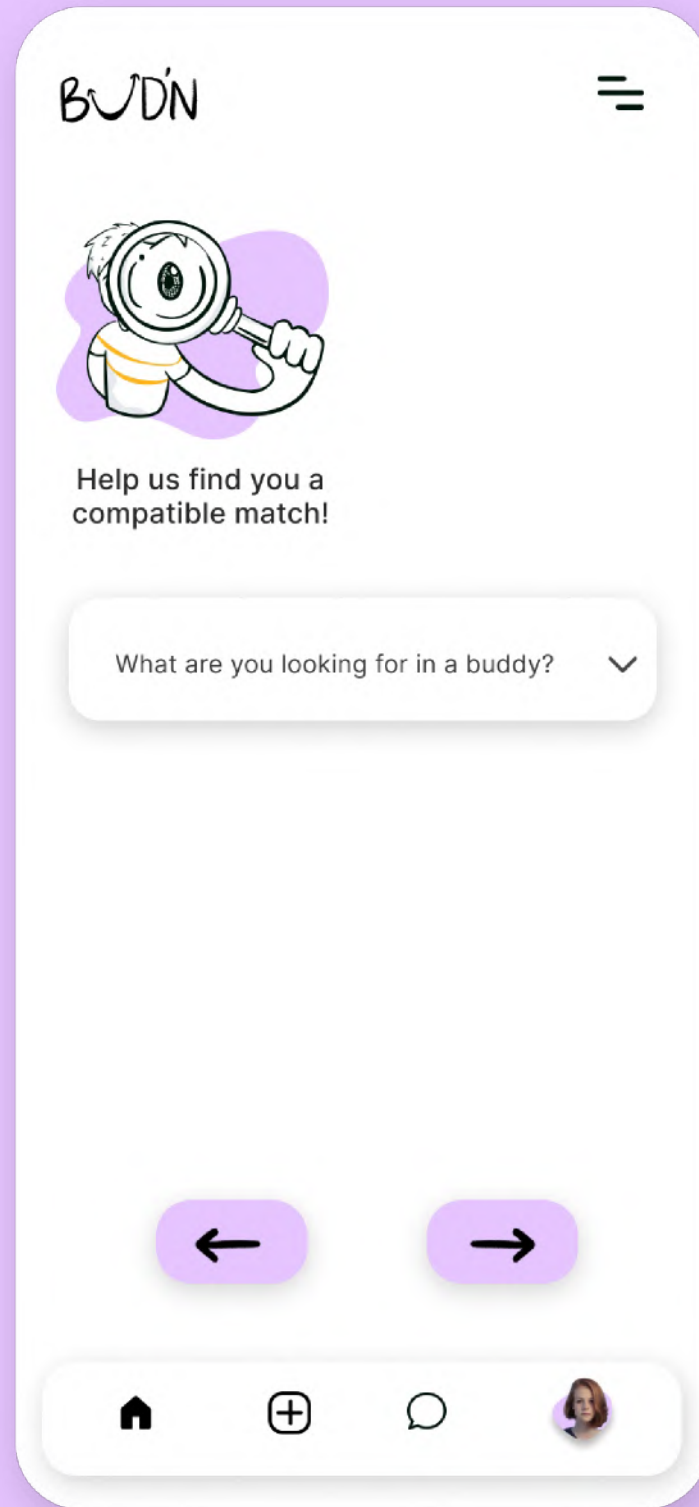 BUD'N
Help us find you a
compatible match!
What are you looking for in a buddy?